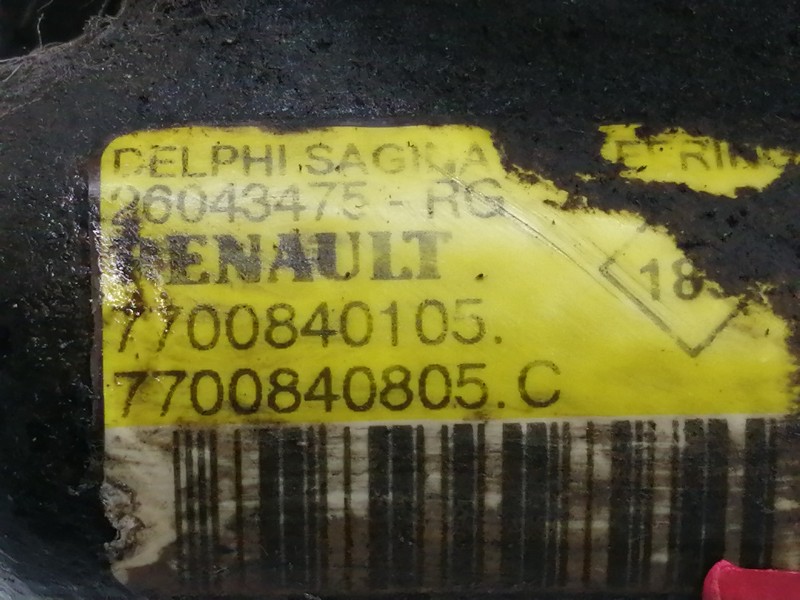 DELPHI SAGINA
26043475 - RG
RENAULT
18
7700840105.
7700840805.C